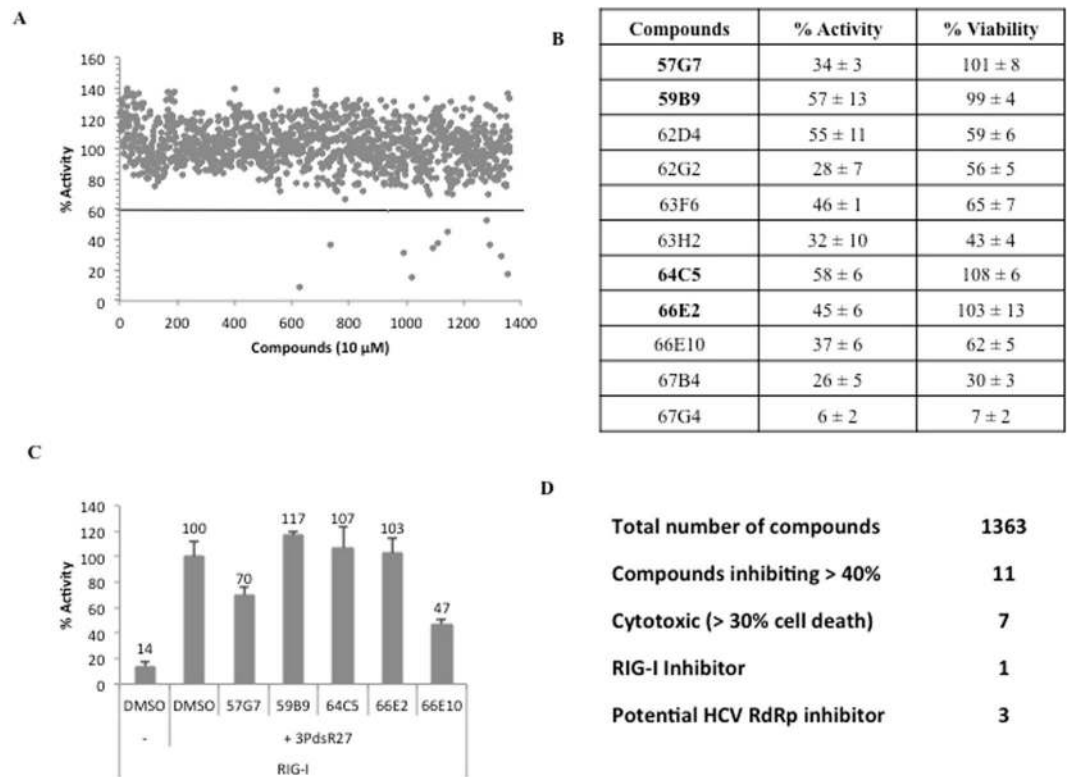 A
160
140
120
100
80
60
40
20
0
% Activity
0 200 400 600 800 1000 1200 1400
Compounds (10 µM)
B
Compounds % Activity % Viability
57G7 34 ± 3 101 ± 8
59B9 57 ± 13 99 ± 4
62D4 55 ± 11 59 ± 6
62G2 28 ± 7 56 ± 5
63F6 46 ± 1 65 ± 7
63H2 32 ± 10 43 ± 4
64C5 58 ± 6 108 ± 6
66E2 45 ± 6 103 ± 13
66E10 37 ± 6 62 ± 5
67B4 26 ± 5 30 ± 3
67G4 6 ± 2 7 ± 2
C
140
120
100
80
60
40
20
0
% Activity
14 100 70 117 107 103 47
DMSO DMSO 57G7 59B9 64C5 66E2 66E10
- + 3PdsR27
RIG-I
D
Total number of compounds 1363
Compounds inhibiting > 40% 11
Cytotoxic (> 30% cell death) 7
RIG-I Inhibitor 1
Potential HCV RdRp inhibitor 3